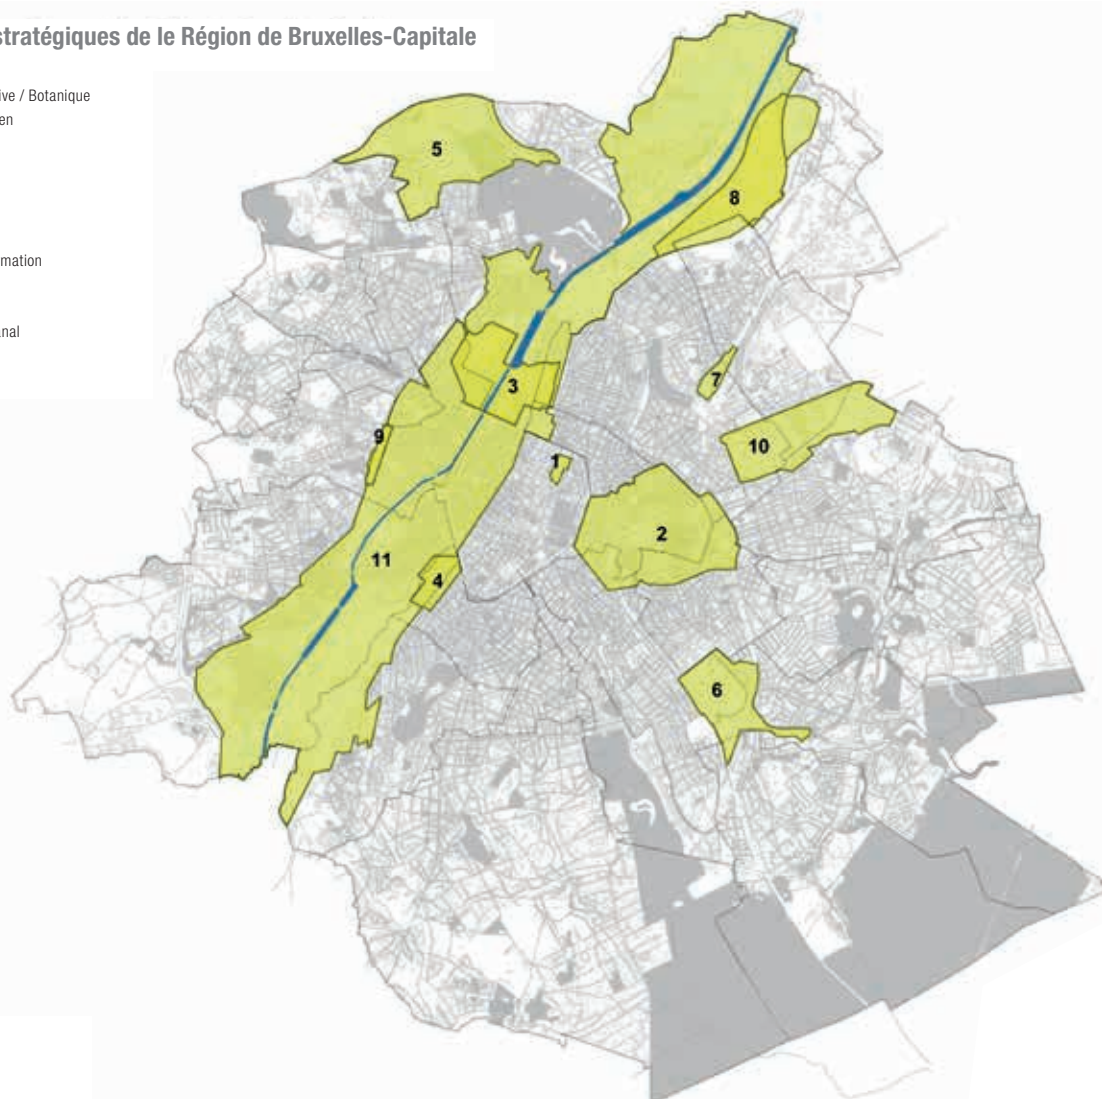 stratégiques de le Région de Bruxelles-Capitale
ive / Botanique
en
mation
anal
5
8
3
7
9
10
1
2
11
4
6